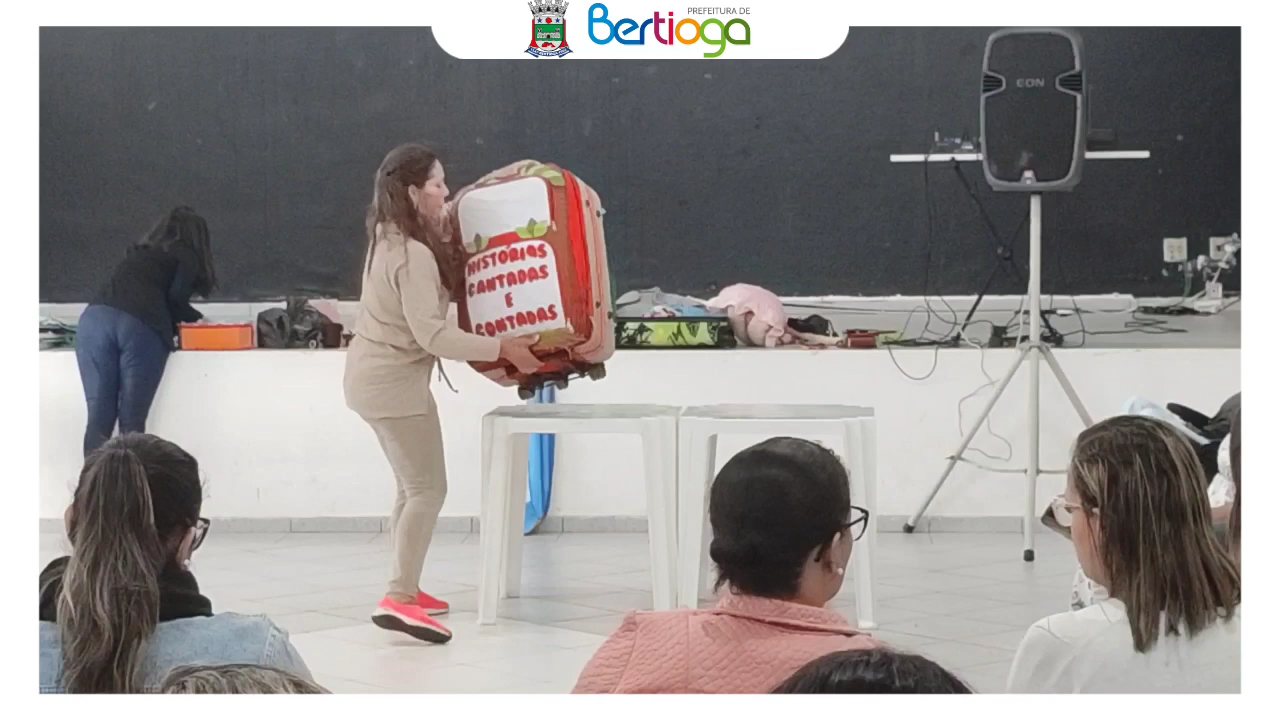 PREFEITURA DE
Bertioga
EON
HISTÓRIAS
CANTADAS
E
CONTADAS